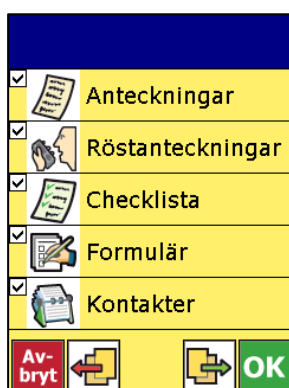 Anteckningar
Röstanteckningar
Checklista
Formulär
Kontakter
Av-
bryt
OK